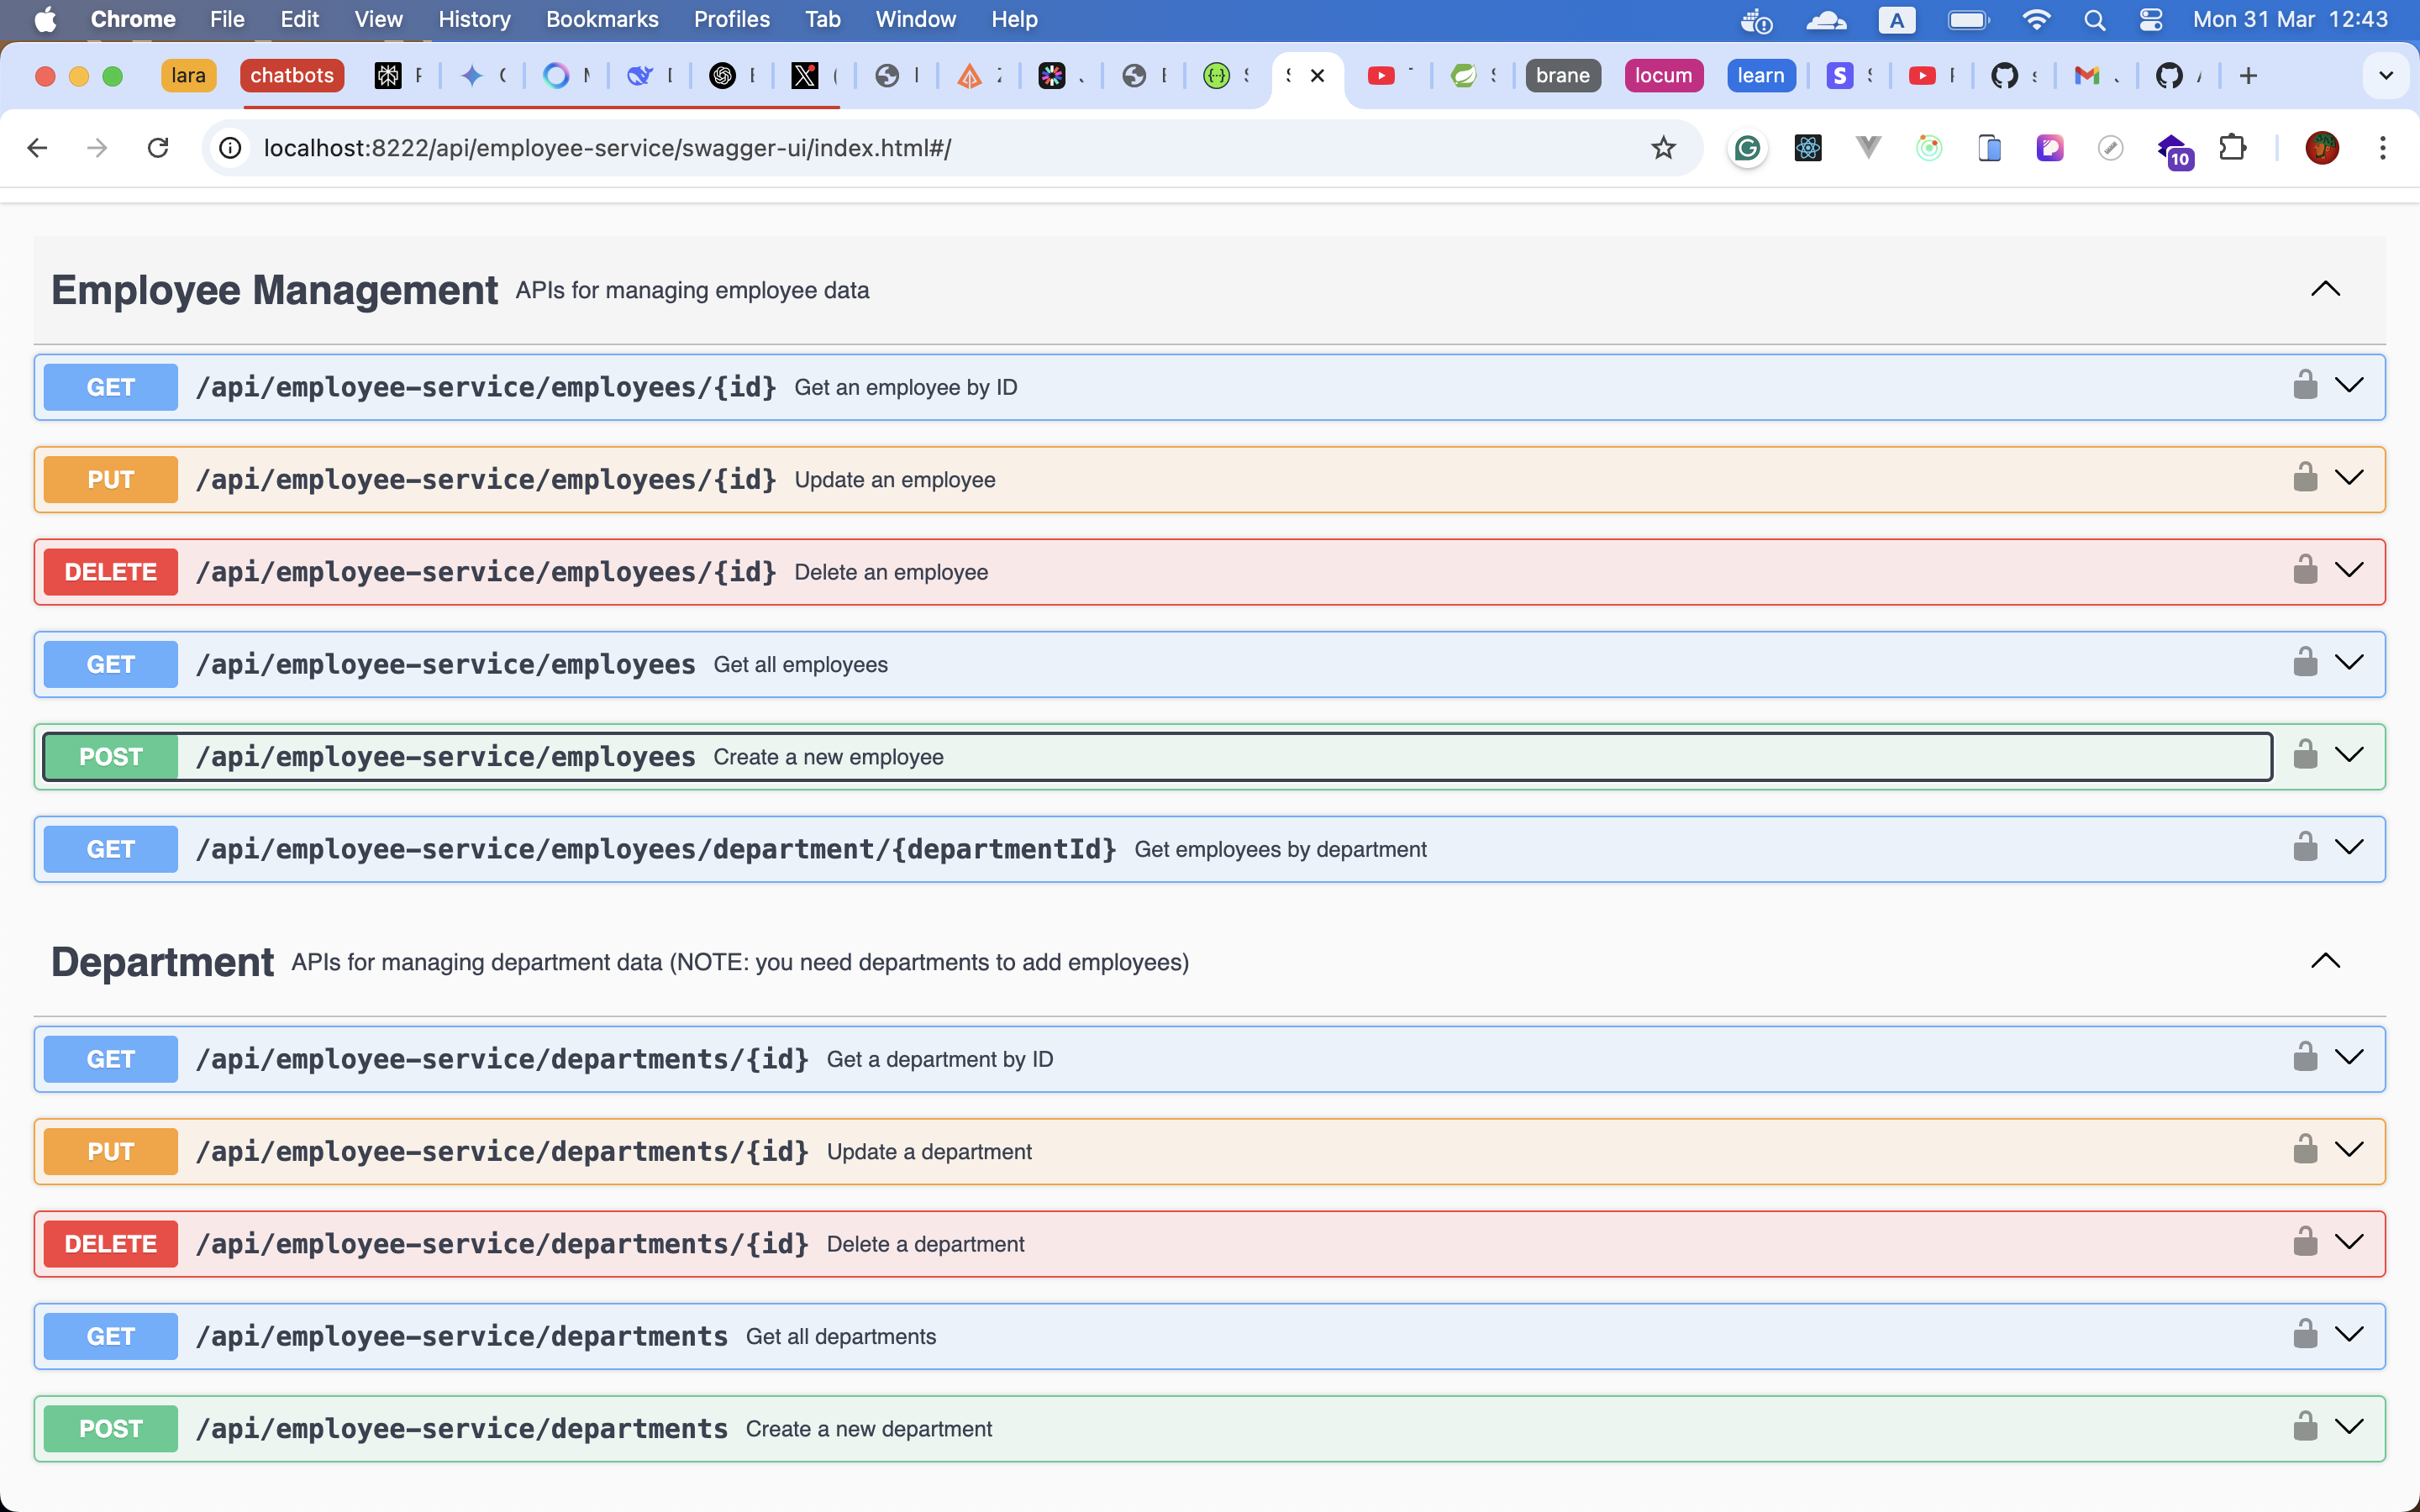 Chrome File Edit View History Bookmarks Profiles Tab Window Help A Mon 31 Mar 12:43
lara chatbots brane locum learn
localhost:8222/api/employee-service/swagger-ui/index.html#/ 10
Employee Management APIs for managing employee data
GET /api/employee-service/employees/{id} Get an employee by ID
PUT /api/employee-service/employees/{id} Update an employee
DELETE /api/employee-service/employees/{id} Delete an employee
GET /api/employee-service/employees Get all employees
POST /api/employee-service/employees Create a new employee
GET /api/employee-service/employees/department/{departmentId} Get employees by department
Department APIs for managing department data (NOTE: you need departments to add employees)
GET /api/employee-service/departments/{id} Get a department by ID
PUT /api/employee-service/departments/{id} Update a department
DELETE /api/employee-service/departments/{id} Delete a department
GET /api/employee-service/departments Get all departments
POST /api/employee-service/departments Create a new department